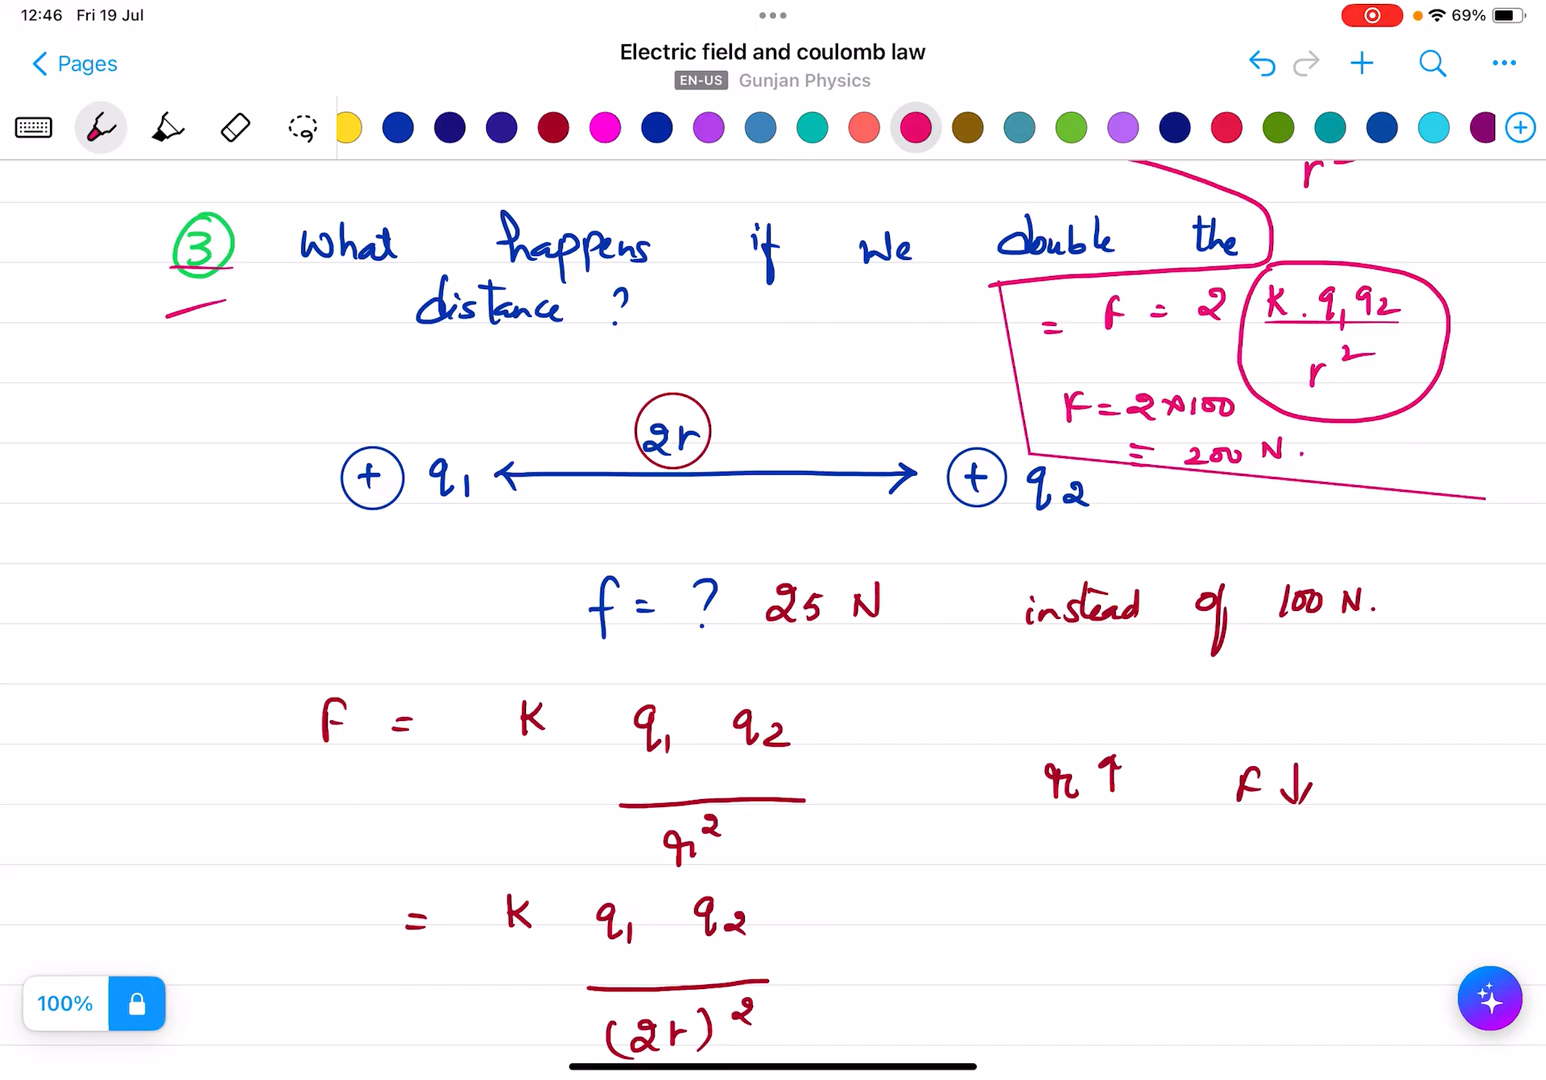 12:46 Fri 19 Jul
69%
Pages
Electric field and coulomb law
EN-US Gunjan Physics
r²
3 What happens if we double the
distance ?
= F = 2 K . q₁q₂
r²
F = 2×100
= 200 N.
2r
+ q₁ + q₂
f = ? 25 N instead of 100 N.
F = K q₁ q₂
r²
r ↑ F ↓
= K q₁ q₂
(2r)²
100%